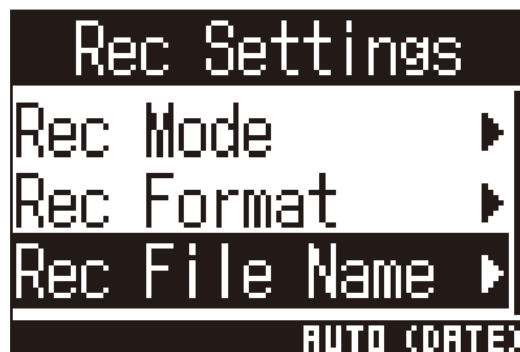 Rec Settings
Rec Mode
Rec Format
Rec File Name
AUTO (DATE)